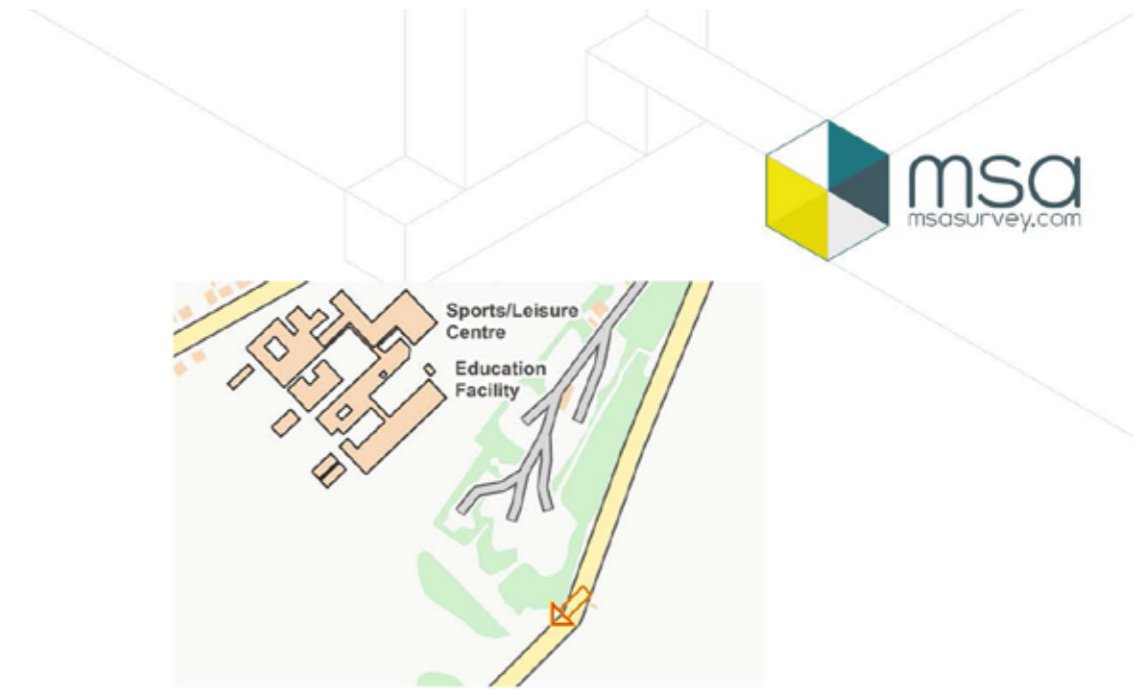 msa
msasurvey.com
Sports/Leisure
Centre
Education
Facility